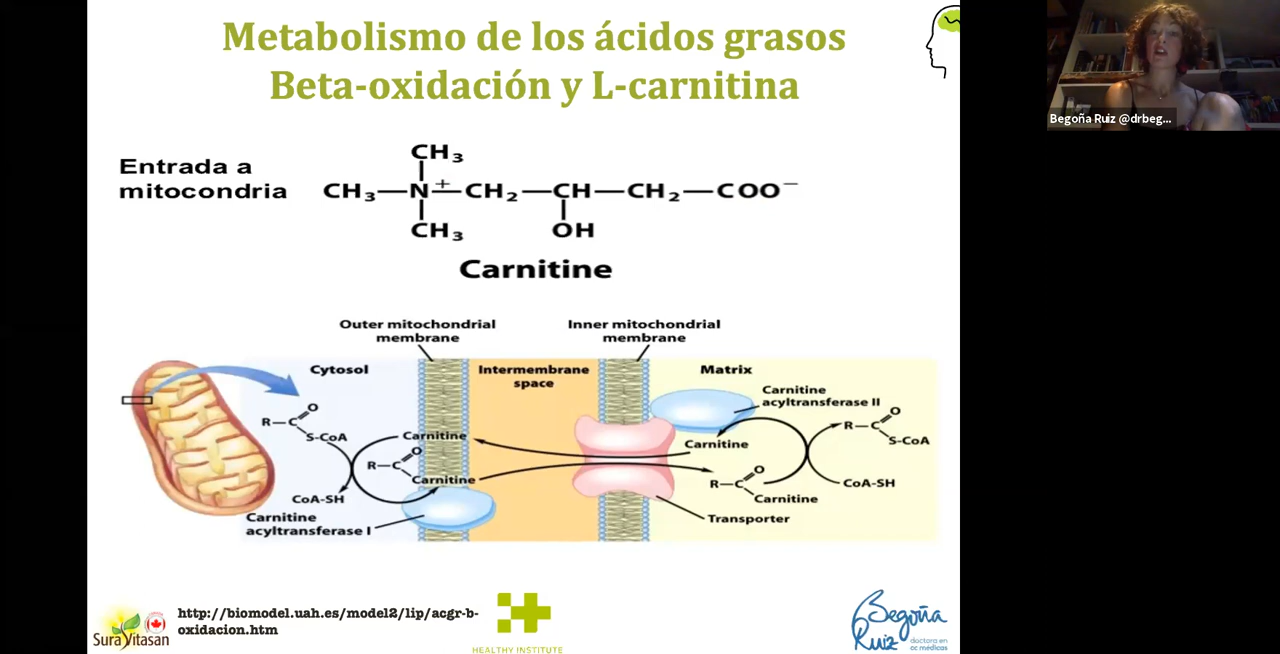 Metabolismo de los ácidos grasos
Beta-oxidación y L-carnitina
Begoña Ruiz @drbeg...
Entrada a
mitocondria
CH₃
CH₃—N⁺—CH₂—CH—CH₂—COO⁻
CH₃
OH
Carnitine
Outer mitochondrial
membrane
Inner mitochondrial
membrane
Cytosol
Intermembrane
space
Matrix
Carnitine
acyltransferase II
R—C
O
S-CoA
Carnitine
R—C
O
Carnitine
CoA-SH
Carnitine
acyltransferase I
Carnitine
R—C
O
Carnitine
R—C
O
S-CoA
CoA-SH
Transporter
SuraVitasan
http://biomodel.uah.es/model2/lip/acgr-b-
oxidacion.htm
HEALTHY INSTITUTE
Begoña
Ruiz
doctora en
cc médicas